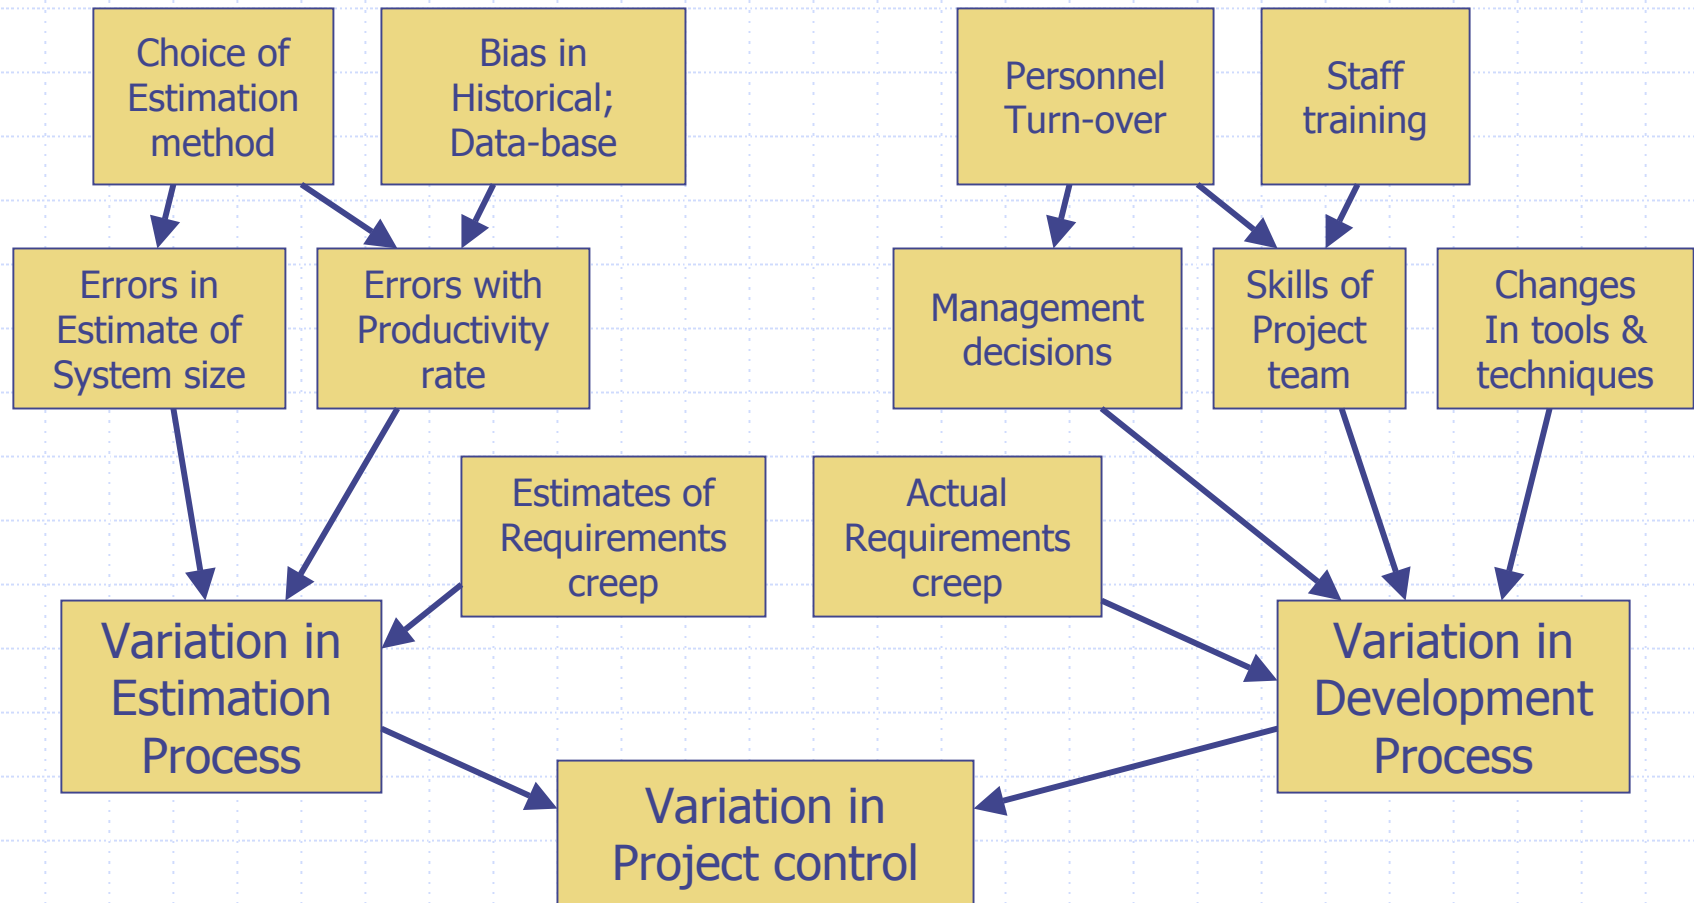 Choice of
Estimation
method
Bias in
Historical;
Data-base
Personnel
Turn-over
Staff
training
Errors in
Estimate of
System size
Errors with
Productivity
rate
Management
decisions
Skills of
Project
team
Changes
In tools &
techniques
Estimates of
Requirements
creep
Actual
Requirements
creep
Variation in
Estimation
Process
Variation in
Development
Process
Variation in
Project control